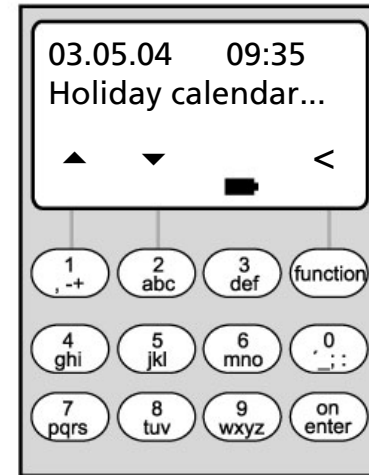 03.05.04 09:35
Holiday calendar...
<
1 2 3 function
, -+ abc def
4 5 6 0
ghi jkl mno ´_;:
7 8 9 on
pqrs tuv wxyz enter